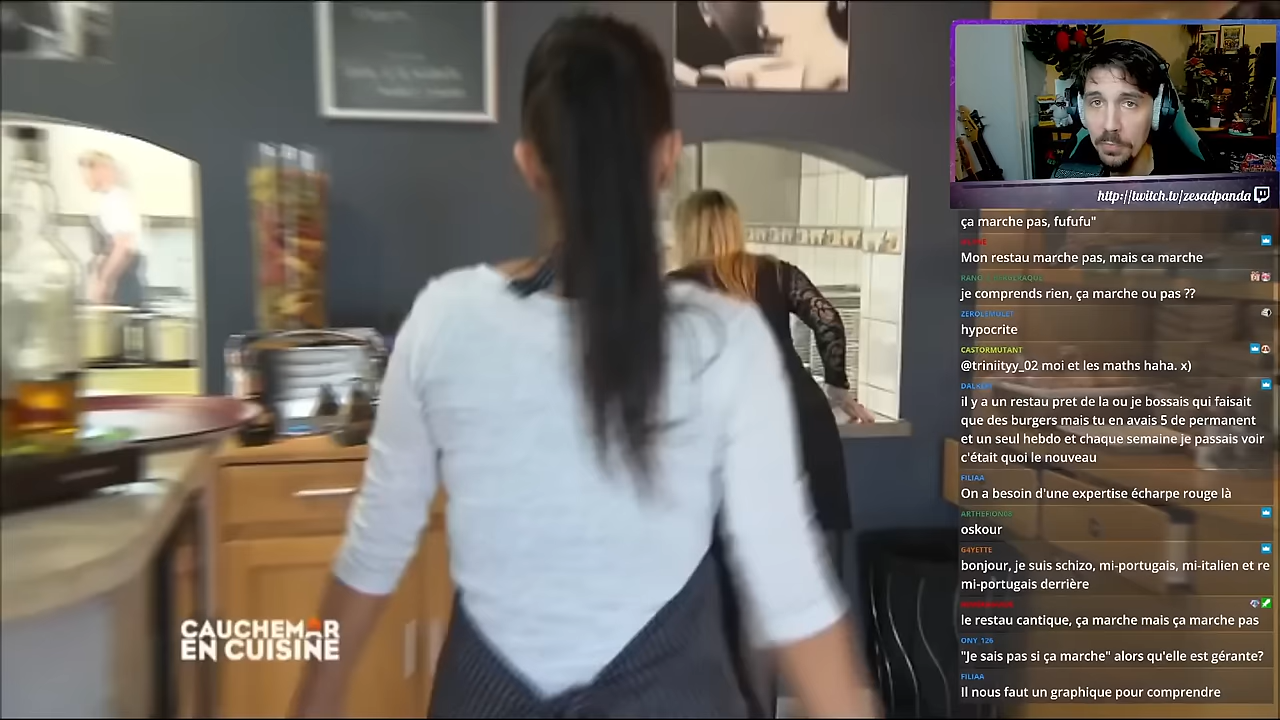 CAUCHEMAR
EN CUISINE
http://twitch.tv/zesadpanda
ça marche pas, fufufu"
Mon restau marche pas, mais ca marche
je comprends rien, ça marche ou pas ??
ZEROLEMULET
hypocrite
CASTORMUTANT
@triniityy_02 moi et les maths haha. x)
il y a un restau pret de la ou je bossais qui faisait
que des burgers mais tu en avais 5 de permanent
et un seul hebdo et chaque semaine je passais voir
c'était quoi le nouveau
FILIAA
On a besoin d'une expertise écharpe rouge là
ARTHEFION08
oskour
G4YETTE
bonjour, je suis schizo, mi-portugais, mi-italien et re
mi-portugais derrière
le restau cantique, ça marche mais ça marche pas
ONY_126
"Je sais pas si ça marche" alors qu'elle est gérante?
FILIAA
Il nous faut un graphique pour comprendre